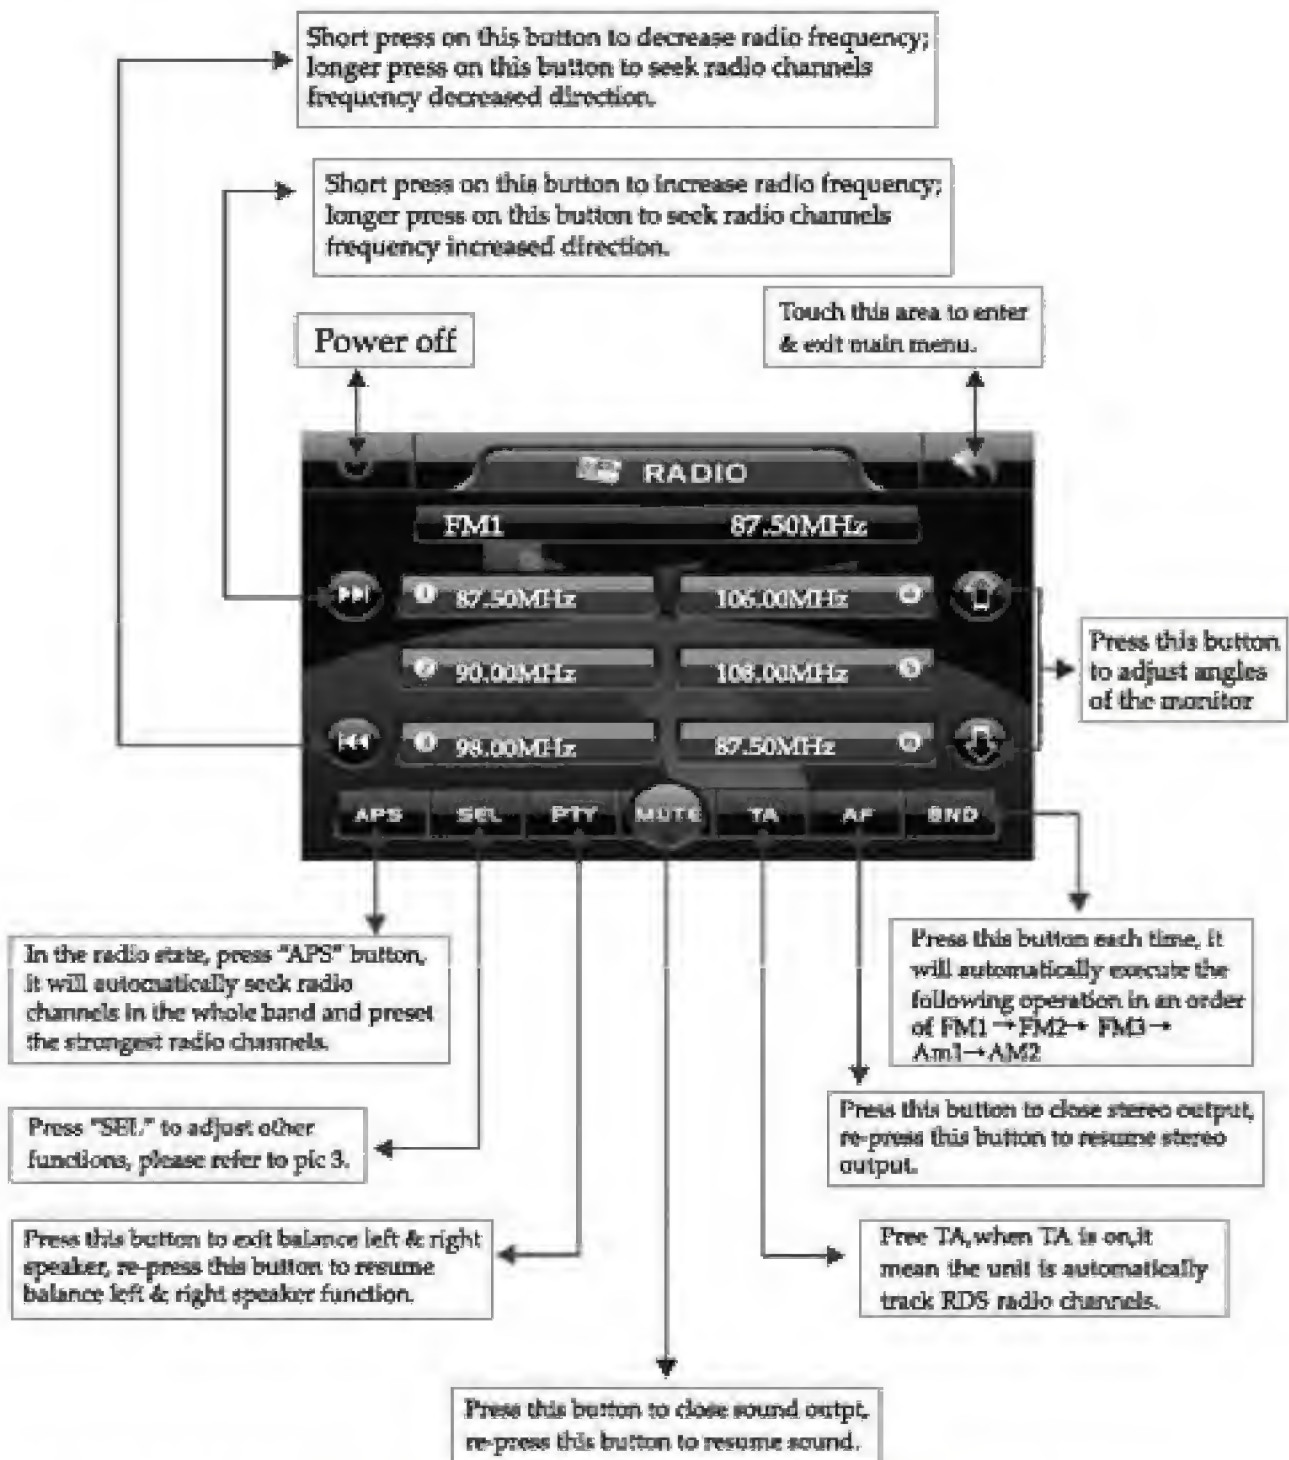 Short press on this button to decrease radio frequency;
longer press on this button to seek radio channels
frequency decreased direction.
Short press on this button to increase radio frequency;
longer press on this button to seek radio channels
frequency increased direction.
Power off
Touch this area to enter
& exit main menu.
RADIO
FM1 87.50MHz
1 87.50MHz 106.00MHz 4
2 90.00MHz 108.00MHz 5
3 98.00MHz 87.50MHz 6
Press this button
to adjust angles
of the monitor
APS SEL PTY MUTE TA AF BND
In the radio state, press "APS" button,
it will automatically seek radio
channels in the whole band and preset
the strongest radio channels.
Press this button each time, it
will automatically execute the
following operation in an order
of FM1→FM2→ FM3→
Am1→AM2
Press "SEL" to adjust other
functions, please refer to pic 3.
Press this button to close stereo output,
re-press this button to resume stereo
output.
Press this button to exit balance left & right
speaker, re-press this button to resume
balance left & right speaker function.
Pree TA,when TA is on,it
mean the unit is automatically
track RDS radio channels.
Press this button to close sound outpt,
re-press this button to resume sound.